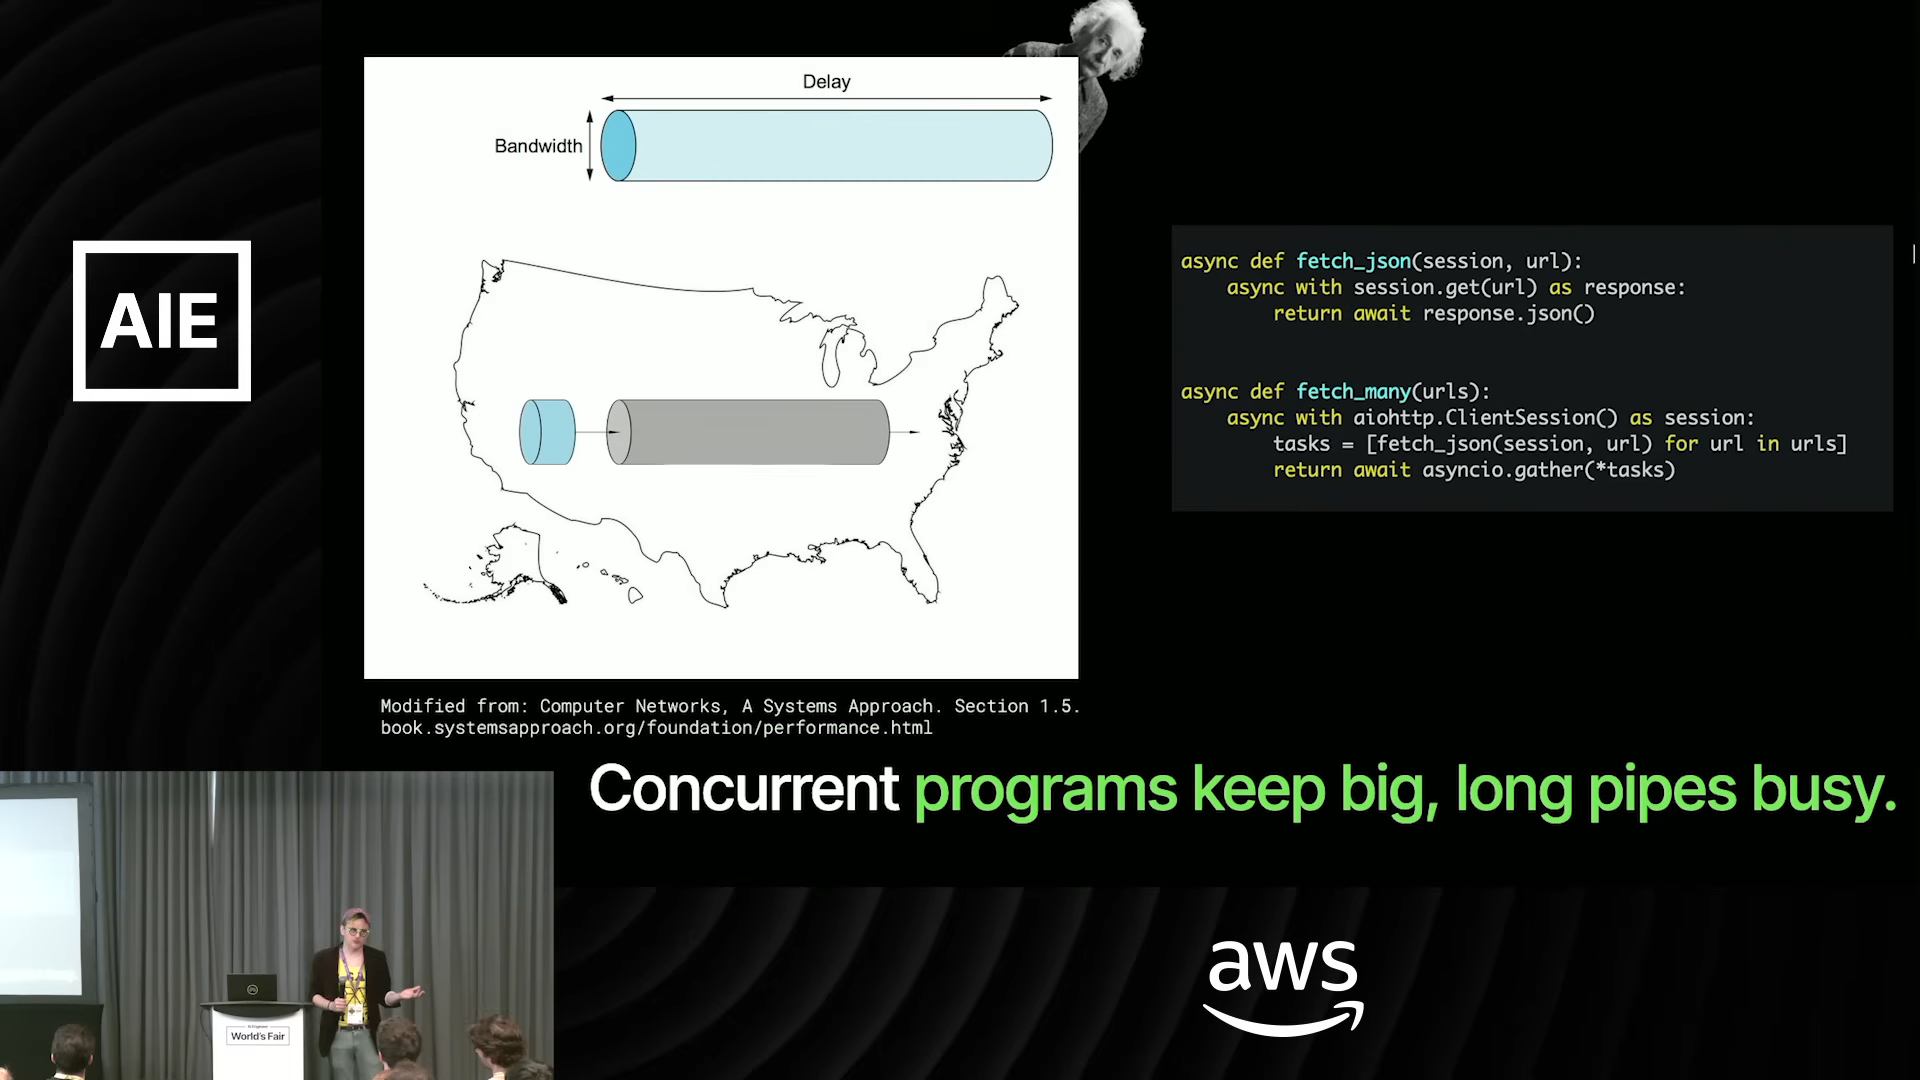 Delay
Bandwidth
AIE
async def fetch_json(session, url):
async with session.get(url) as response:
return await response.json()
async def fetch_many(urls):
async with aiohttp.ClientSession() as session:
tasks = [fetch_json(session, url) for url in urls]
return await asyncio.gather(*tasks)
Modified from: Computer Networks, A Systems Approach. Section 1.5.
book.systemsapproach.org/foundation/performance.html
Concurrent programs keep big, long pipes busy.
World's Fair
aws